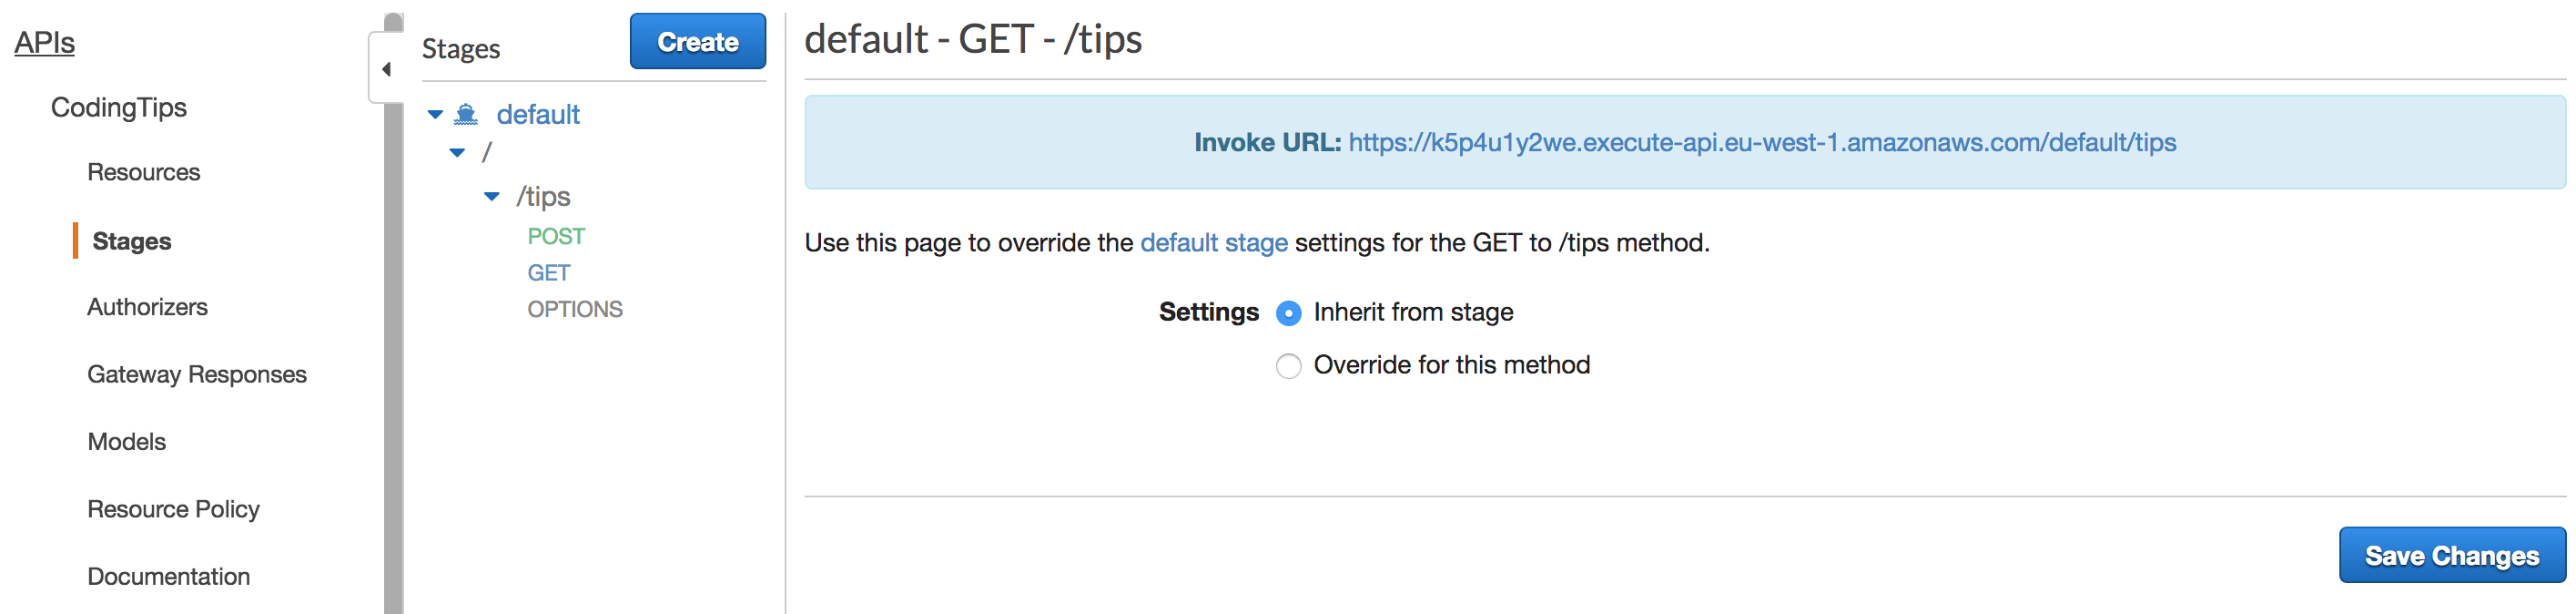 APIs
CodingTips
Resources
Stages
Authorizers
Gateway Responses
Models
Resource Policy
Documentation
Stages
Create
default
/
/tips
POST
GET
OPTIONS
default - GET - /tips
Invoke URL: https://k5p4u1y2we.execute-api.eu-west-1.amazonaws.com/default/tips
Use this page to override the default stage settings for the GET to /tips method.
Settings Inherit from stage
Override for this method
Save Changes